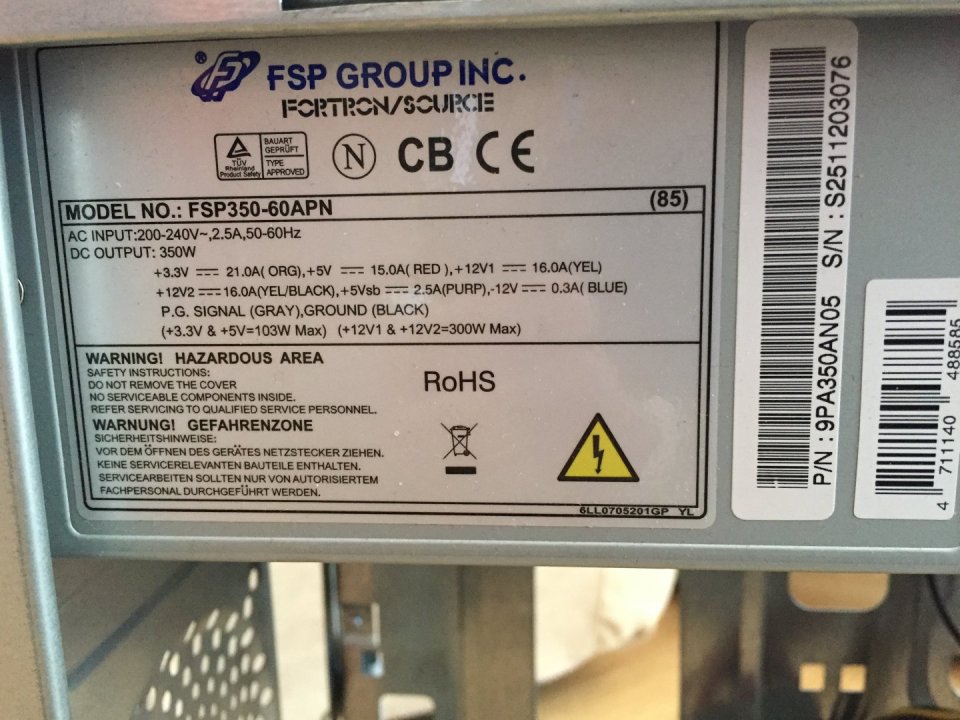 ® FSP GROUP INC.
FORTRON/SOURCE
TÜV
Rheinland
Product Safety
BAUART
GEPRÜFT
TYPE
APPROVED
N
CB CE
MODEL NO.: FSP350-60APN (85)
AC INPUT:200-240V~,2.5A,50-60Hz
DC OUTPUT: 350W
+3.3V ⎓ 21.0A( ORG),+5V ⎓ 15.0A( RED ),+12V1 ⎓ 16.0A(YEL)
+12V2 ⎓ 16.0A(YEL/BLACK),+5Vsb ⎓ 2.5A(PURP),-12V ⎓ 0.3A( BLUE)
P.G. SIGNAL (GRAY),GROUND (BLACK)
(+3.3V & +5V=103W Max) (+12V1 & +12V2=300W Max)
WARNING! HAZARDOUS AREA
SAFETY INSTRUCTIONS:
DO NOT REMOVE THE COVER
NO SERVICEABLE COMPONENTS INSIDE.
REFER SERVICING TO QUALIFIED SERVICE PERSONNEL.
WARNUNG! GEFAHRENZONE
SICHERHEITSHINWEISE:
VOR DEM ÖFFNEN DES GERÄTES NETZSTECKER ZIEHEN.
KEINE SERVICERELEVANTEN BAUTEILE ENTHALTEN.
SERVICEARBEITEN SOLLTEN NUR VON AUTORISIERTEM
FACHPERSONAL DURCHGEFÜHRT WERDEN.
RoHS
6LL0705201GP YL
P/N : 9PA350AN05 S/N : S2511203076
4 711140 488585